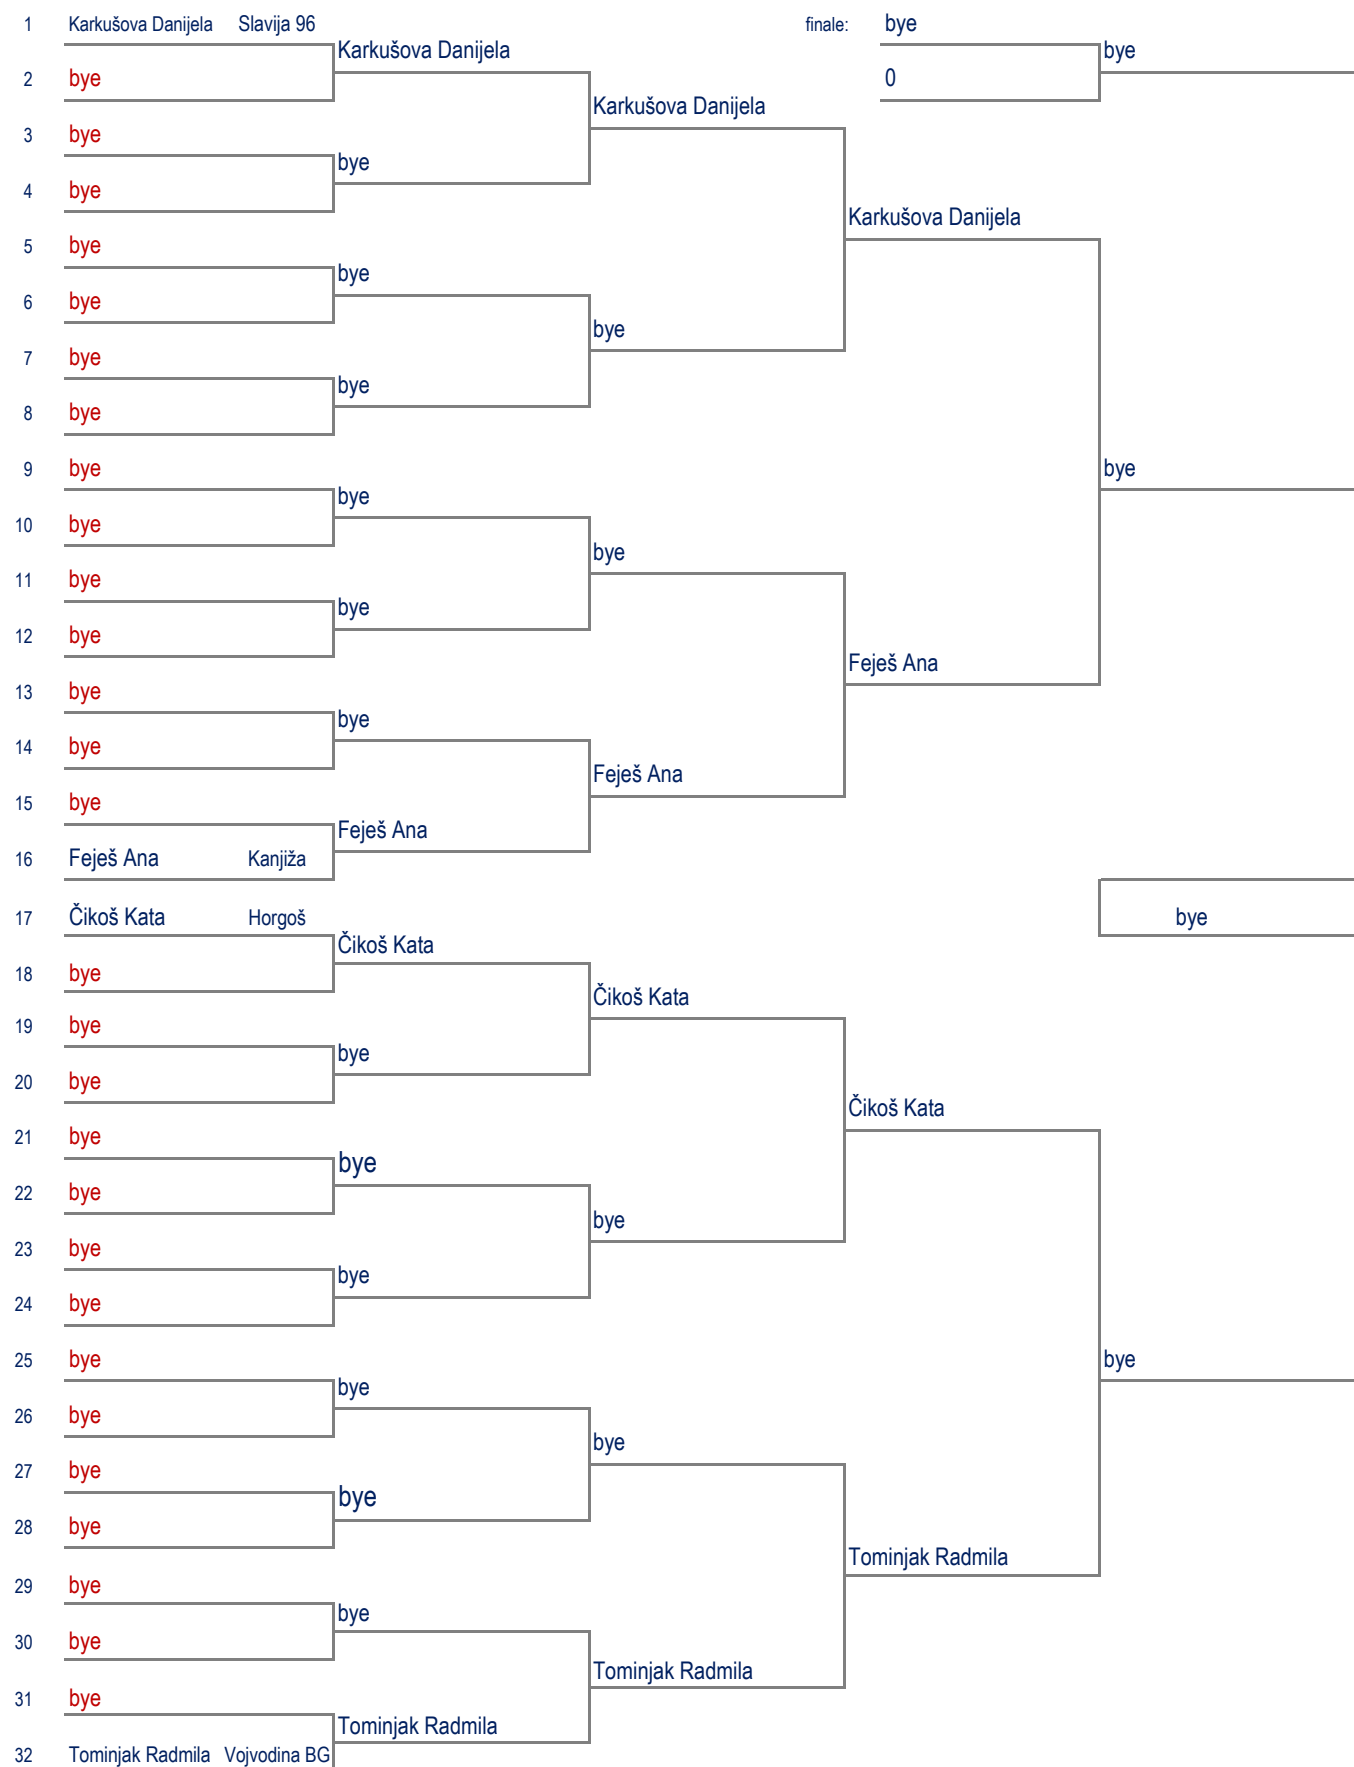 1 Karkušova Danijela Slavija 96 finale: bye
Karkušova Danijela bye
2 bye 0
Karkušova Danijela
3 bye
bye
4 bye
Karkušova Danijela
5 bye
bye
6 bye
bye
7 bye
bye
8 bye
9 bye bye
bye
10 bye
bye
11 bye
bye
12 bye
Feješ Ana
13 bye
bye
14 bye
Feješ Ana
15 bye
Feješ Ana
16 Feješ Ana Kanjiža
17 Čikoš Kata Horgoš bye
Čikoš Kata
18 bye
Čikoš Kata
19 bye
bye
20 bye
Čikoš Kata
21 bye
bye
22 bye
bye
23 bye
bye
24 bye
25 bye bye
bye
26 bye
bye
27 bye
bye
28 bye
Tominjak Radmila
29 bye
bye
30 bye
Tominjak Radmila
31 bye
Tominjak Radmila
32 Tominjak Radmila Vojvodina BG